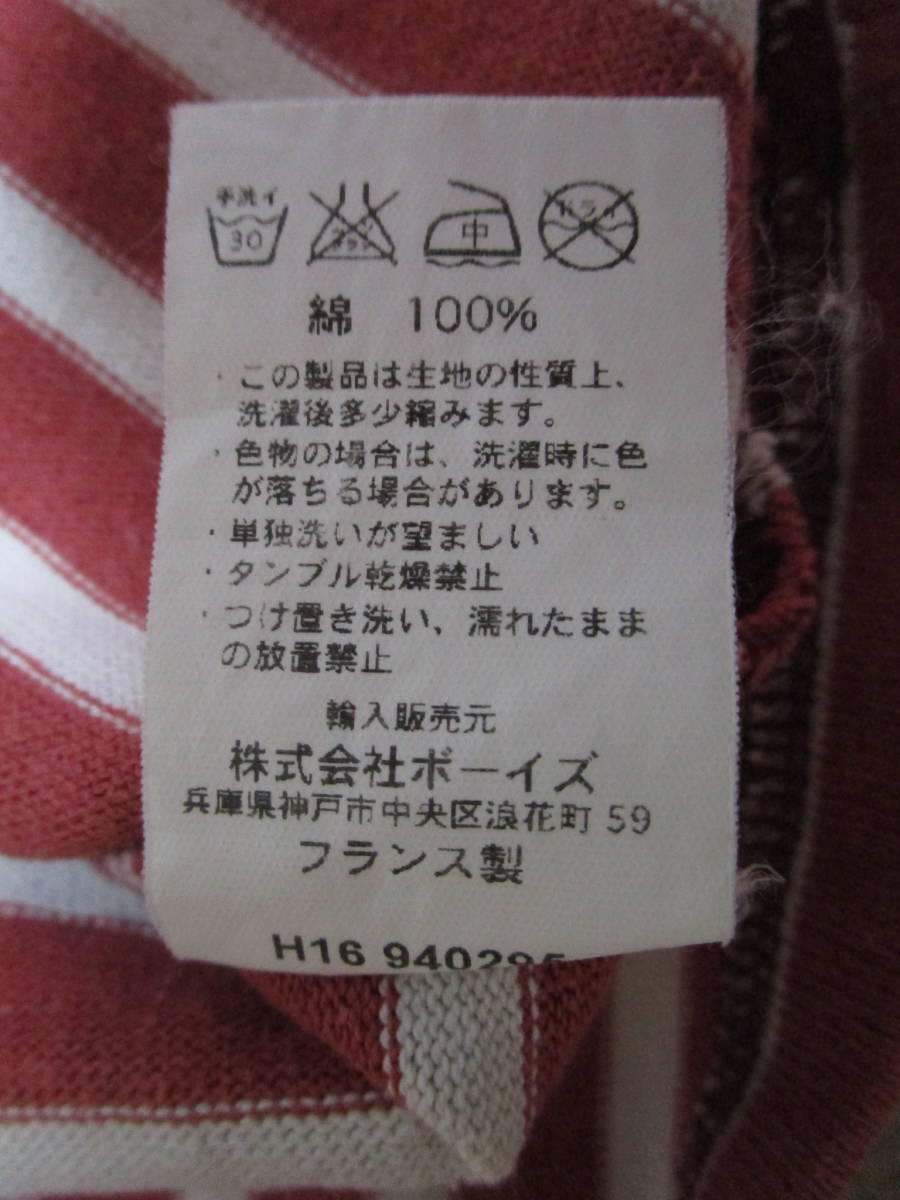 手洗イ
30
中
ドライ
綿 100%
・この製品は生地の性質上、
洗濯後多少縮みます。
・色物の場合は、洗濯時に色
が落ちる場合があります。
・単独洗いが望ましい
・タンブル乾燥禁止
・つけ置き洗い、濡れたまま
の放置禁止
輸入販売元
株式会社ボーイズ
兵庫県神戸市中央区浪花町 59
フランス製
H16 940295